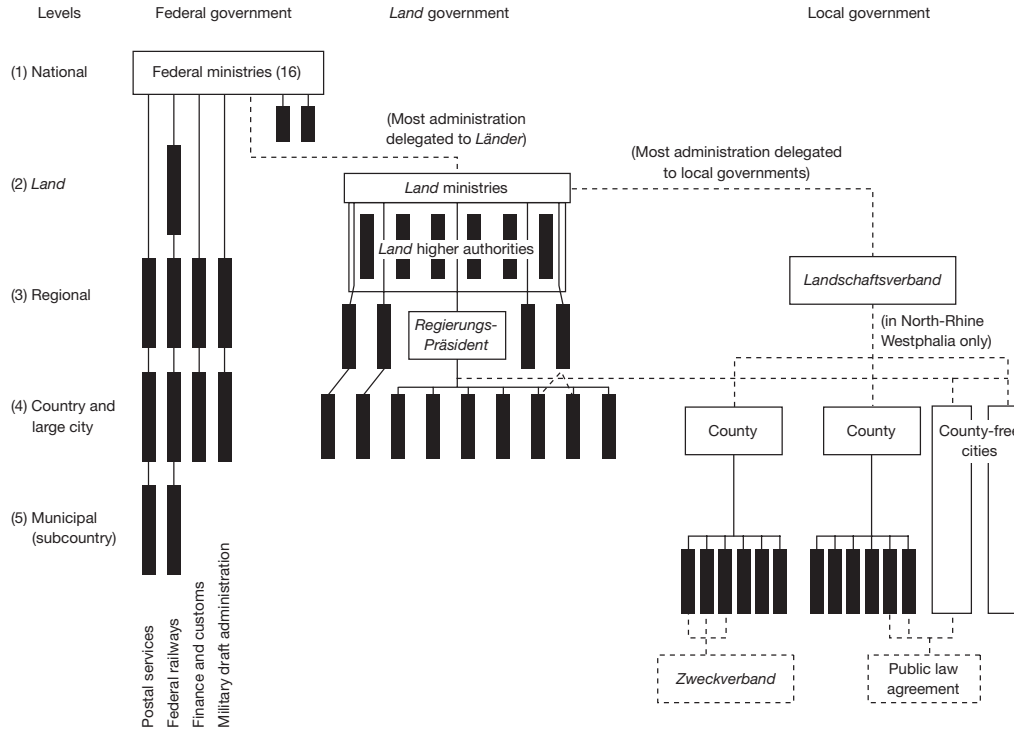 Levels
Federal government
Land government
Local government
(1) National
Federal ministries (16)
(Most administration
delegated to Länder)
(Most administration delegated
to local governments)
(2) Land
Land ministries
Land higher authorities
(3) Regional
Landschaftsverband
Regierungs-
Präsident
(in North-Rhine
Westphalia only)
(4) Country and
large city
County
County
County-free
cities
(5) Municipal
(subcountry)
Postal services
Federal railways
Finance and customs
Military draft administration
Zweckverband
Public law
agreement